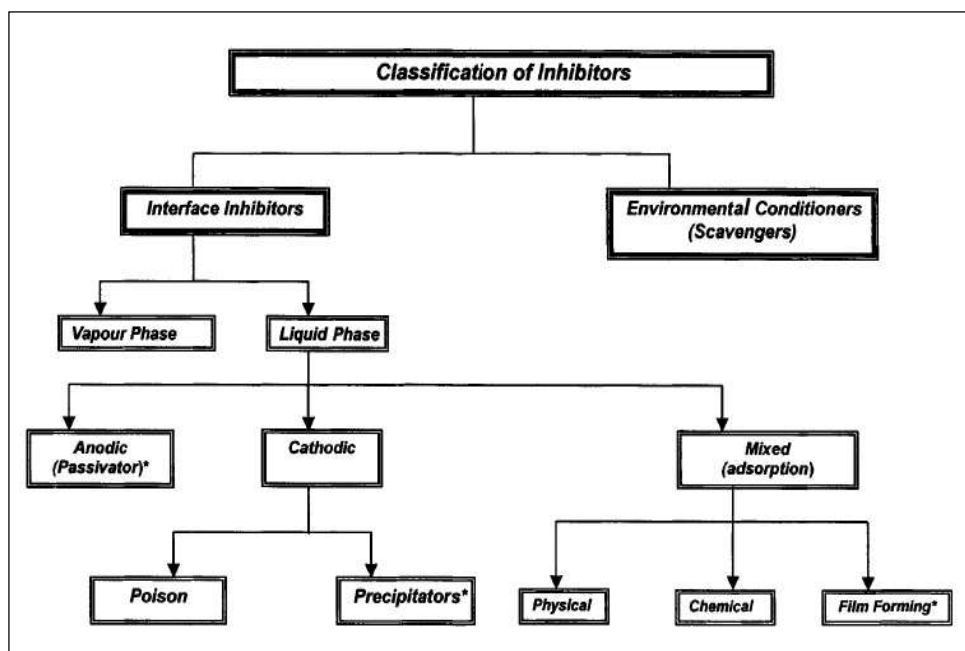 Classification of Inhibitors
Interface Inhibitors
Environmental Conditioners
(Scavengers)
Vapour Phase
Liquid Phase
Anodic
(Passivator)*
Cathodic
Mixed
(adsorption)
Poison
Precipitators*
Physical
Chemical
Film Forming*